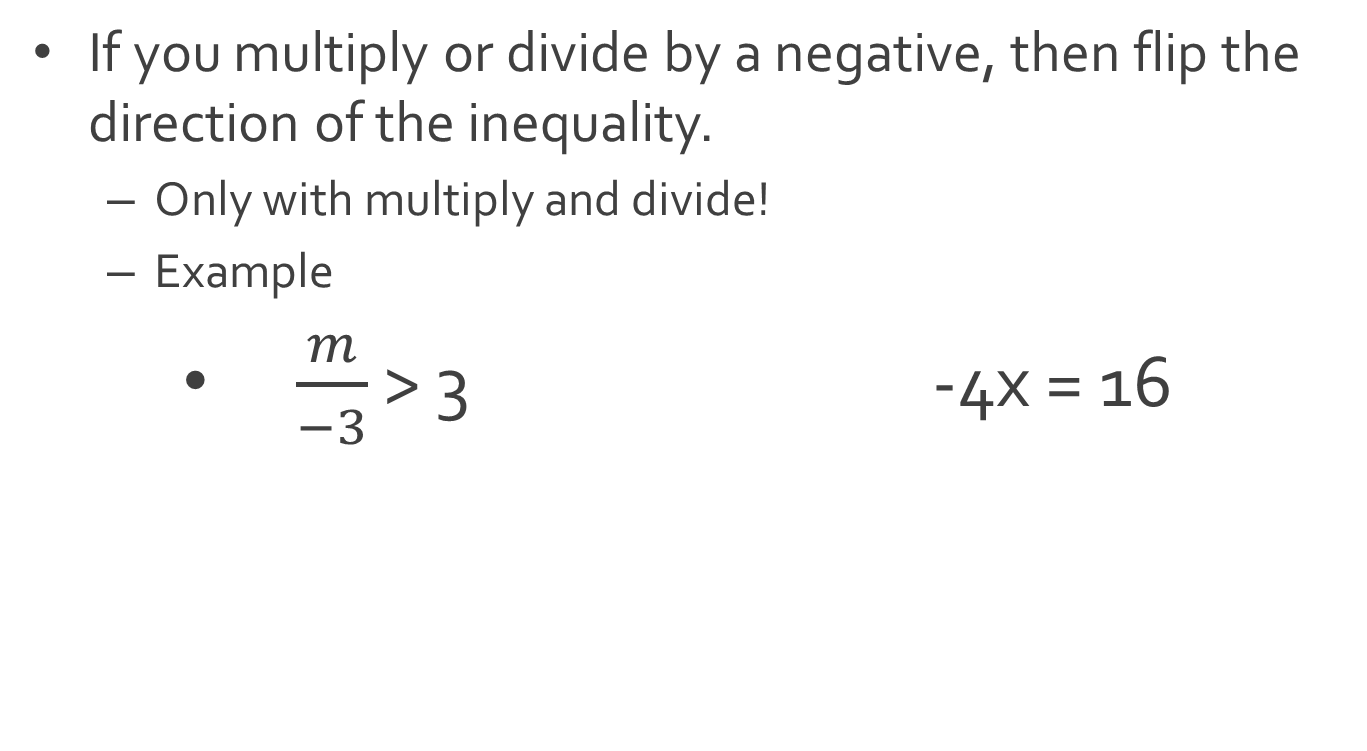 • If you multiply or divide by a negative, then flip the
direction of the inequality.
– Only with multiply and divide!
– Example
• m/−3 > 3 -4x = 16